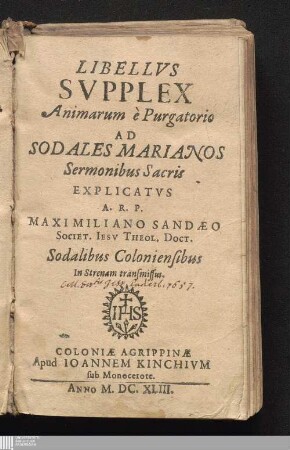 LIBELLVS
SVPPLEX
Animarum è Purgatorio
AD
SODALES MARIANOS
Sermonibus Sacris
EXPLICATVS
A. R. P.
MAXIMILIANO SANDÆO
SOCIET. IESV THEOL. DOCT.
Sodalibus Coloniensibus
In Strenam transmissus.
1657.
IHS
COLONIÆ AGRIPPINÆ
Apud IOANNEM KINCHIVM
sub Monocerote.
ANNO M. DC. XLIII.